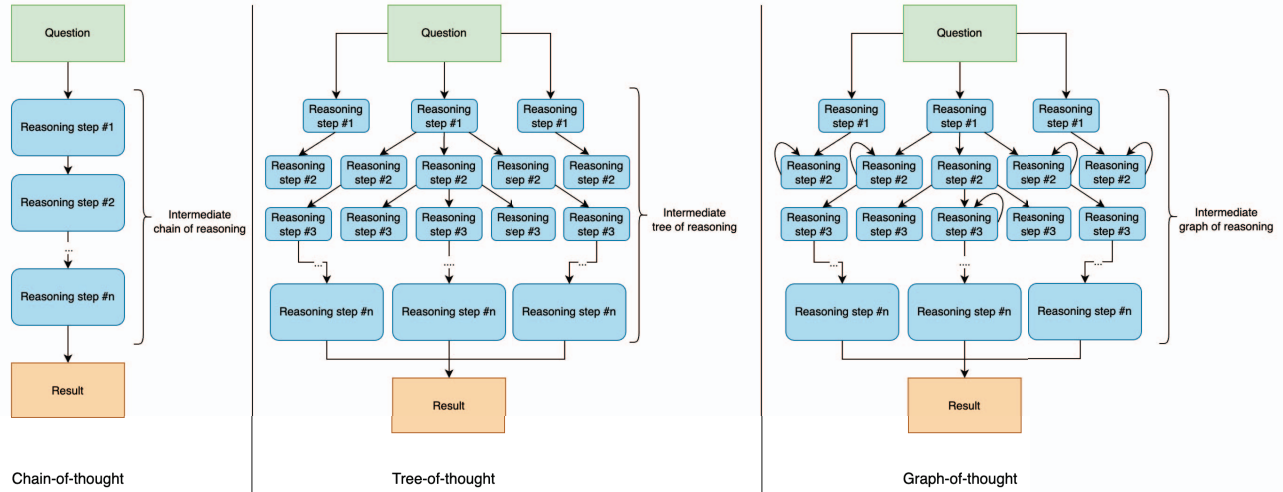 Question
Reasoning step #1
Reasoning step #2
...
Reasoning step #n
Result
Intermediate
chain of reasoning
Chain-of-thought
Question
Reasoning
step #1
Reasoning
step #1
Reasoning
step #1
Reasoning
step #2
Reasoning
step #2
Reasoning
step #2
Reasoning
step #2
Reasoning
step #2
Reasoning
step #3
Reasoning
step #3
Reasoning
step #3
Reasoning
step #3
Reasoning
step #3
...
....
...
Reasoning step #n
Reasoning step #n
Reasoning step #n
Result
Intermediate
tree of reasoning
Tree-of-thought
Question
Reasoning
step #1
Reasoning
step #1
Reasoning
step #1
Reasoning
step #2
Reasoning
step #2
Reasoning
step #2
Reasoning
step #2
Reasoning
step #2
Reasoning
step #3
Reasoning
step #3
Reasoning
step #3
Reasoning
step #3
Reasoning
step #3
...
....
...
Reasoning step #n
Reasoning step #n
Reasoning step #n
Result
Intermediate
graph of reasoning
Graph-of-thought